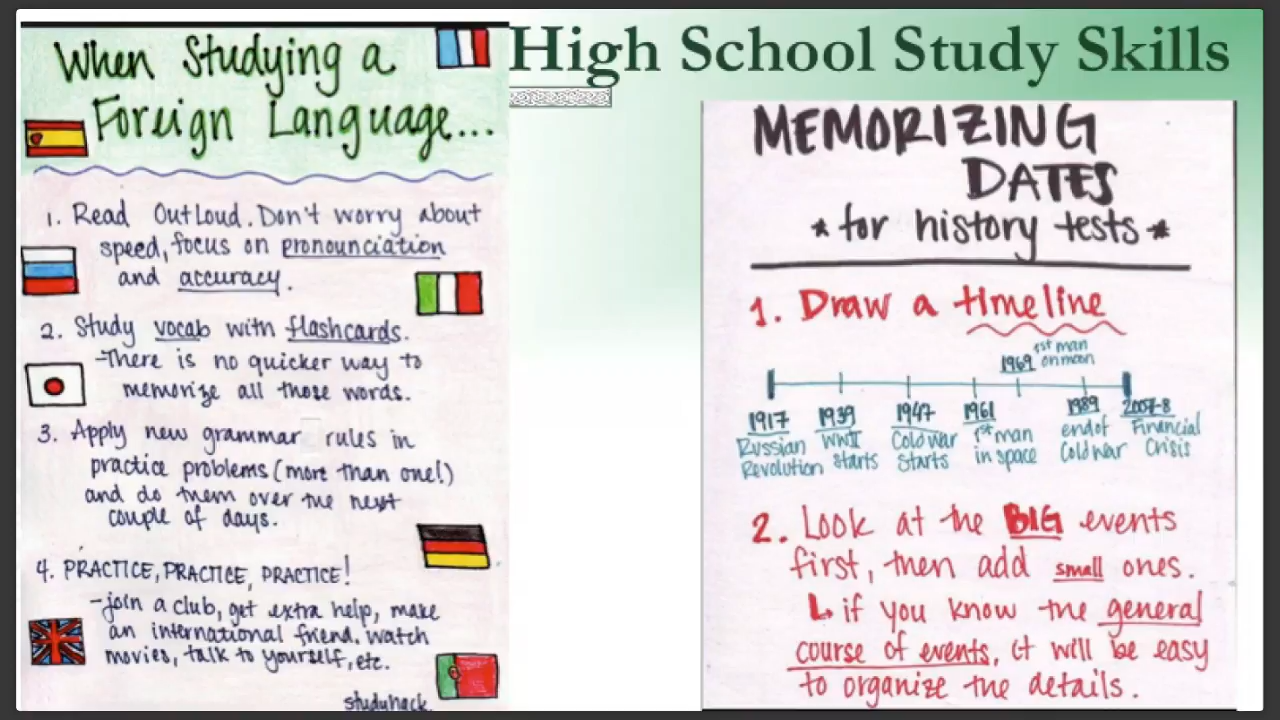 High School Study Skills
When Studying a
Foreign Language...
1. Read Out Loud. Don't worry about
speed, focus on pronounciation
and accuracy.
2. Study vocab with flashcards.
-There is no quicker way to
memorize all those words.
3. Apply new grammar rules in
practice problems (more than one!)
and do them over the next
couple of days.
4. PRACTICE, PRACTICE, PRACTICE!
-join a club, get extra help, make
an international friend. watch
movies, talk to yourself, etc.
studyhack
MEMORIZING
DATES
*for history tests*
1. Draw a timeline
1969 1st man
on moon
1917 1939 1947 1961 1989 2007-8
Russian WWII Cold war 1st man end of Financial
Revolution starts starts in space Cold war Crisis
2. Look at the BIG events
first, then add small ones.
↳ if you know the general
course of events, it will be easy
to organize the details.